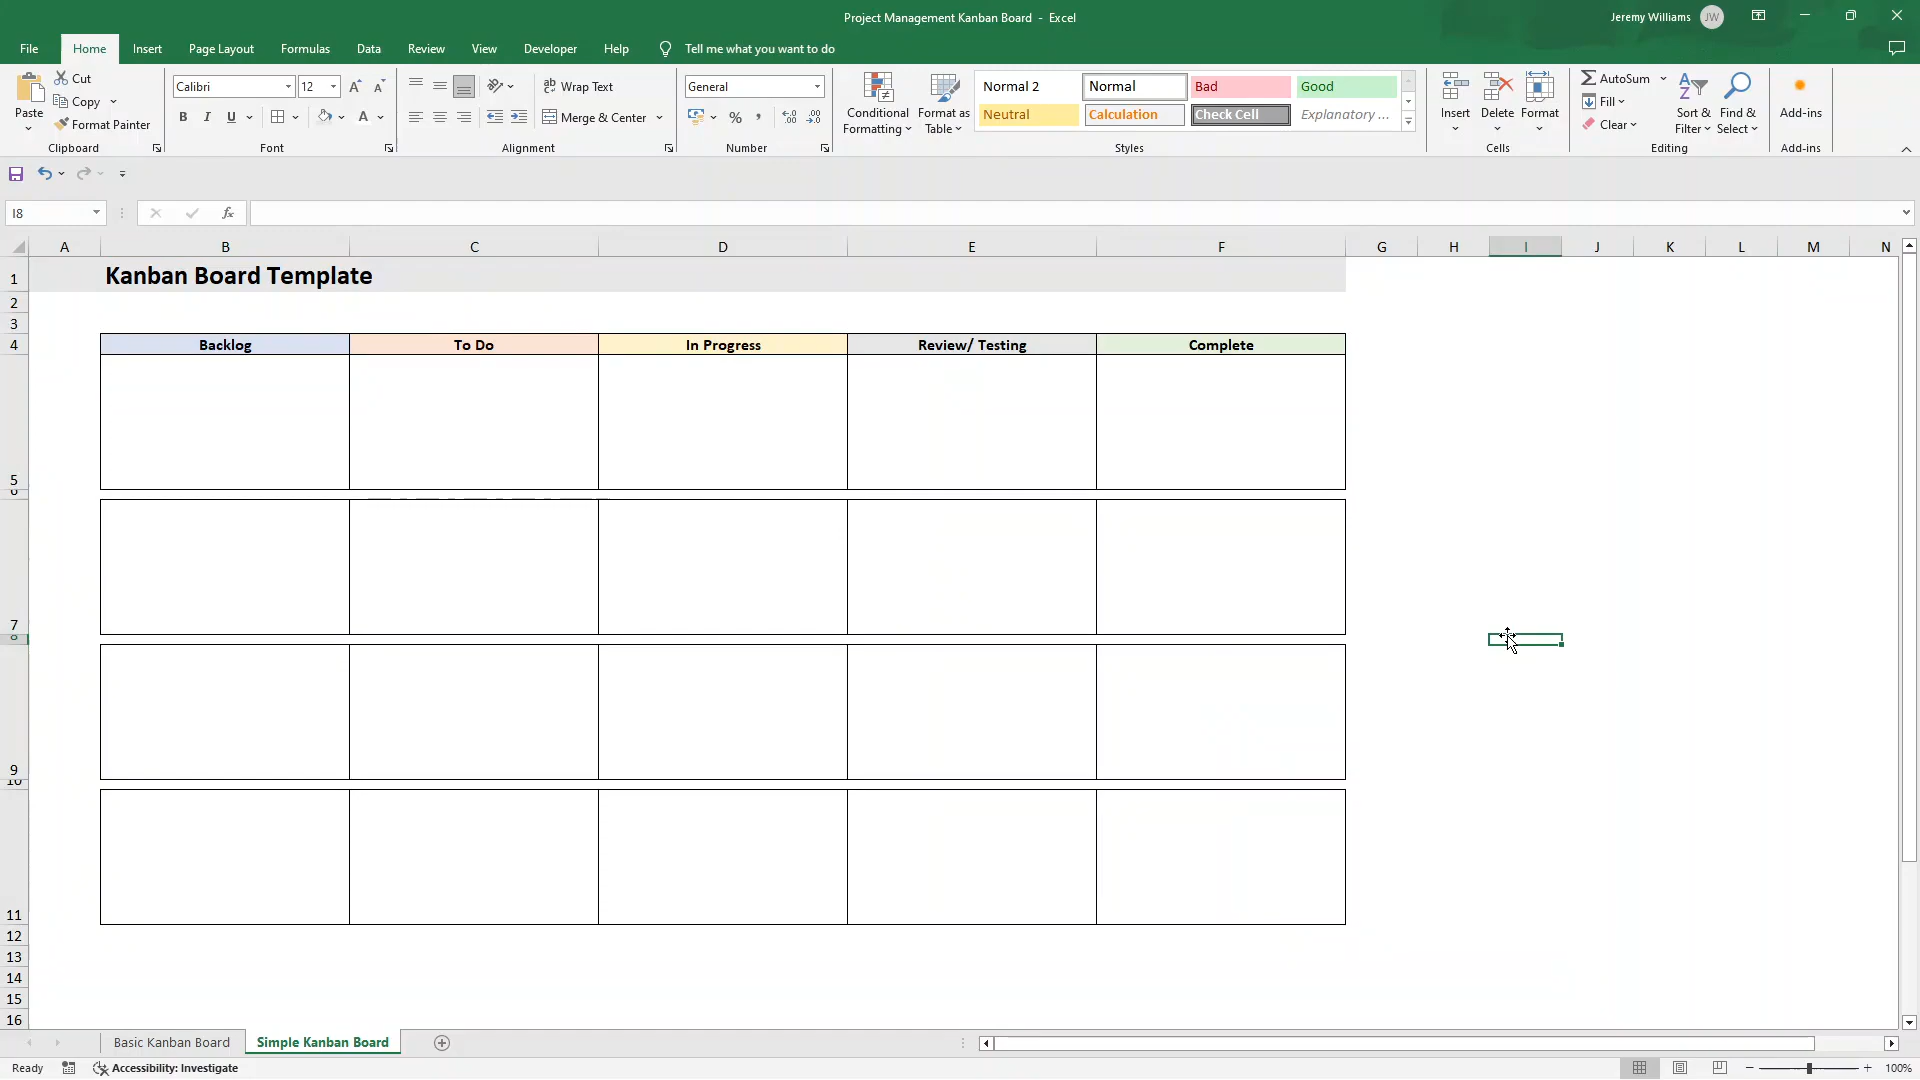 Project Management Kanban Board - Excel
Jeremy Williams
JW
File
Home
Insert
Page Layout
Formulas
Data
Review
View
Developer
Help
Tell me what you want to do
Paste
Cut
Copy
Format Painter
Clipboard
Calibri
12
B I U
Font
Wrap Text
Merge & Center
Alignment
General
Number
Conditional
Formatting
Format as
Table
Normal 2
Normal
Bad
Good
Neutral
Calculation
Check Cell
Explanatory ...
Styles
Insert
Delete
Format
Cells
AutoSum
Fill
Clear
Sort &
Filter
Find &
Select
Editing
Add-ins
Add-ins
I8
fx
A B C D E F G H I J K L M N
1 Kanban Board Template
2
3
4 Backlog To Do In Progress Review/ Testing Complete
5
6
7
8
9
10
11
12
13
14
15
16
Basic Kanban Board
Simple Kanban Board
Ready
Accessibility: Investigate
100%